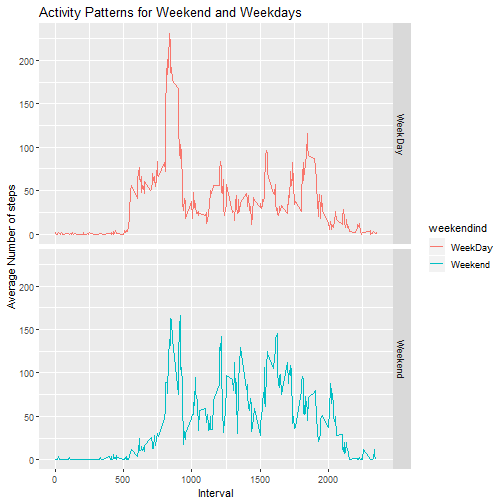 Activity Patterns for Weekend and Weekdays
Average Number of steps
200
150
100
50
0
WeekDay
200
150
100
50
0
Weekend
0
500
1000
1500
2000
Interval
weekendind
WeekDay
Weekend